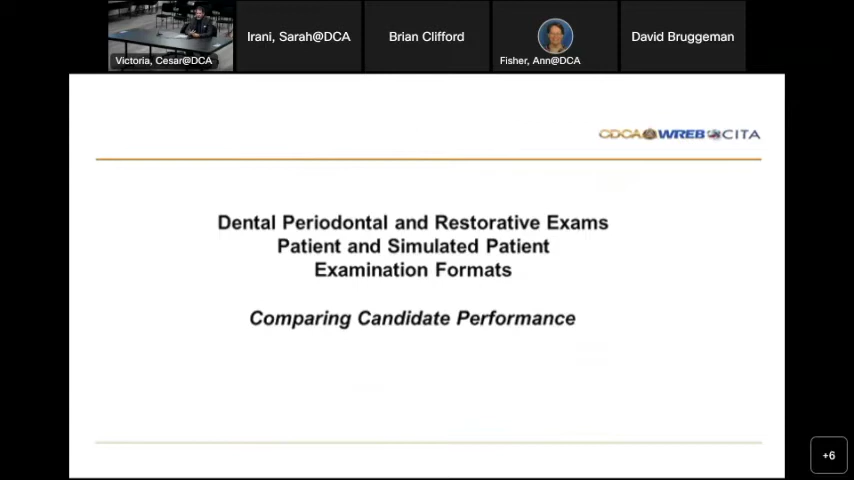 Victoria, Cesar@DCA
Irani, Sarah@DCA
Brian Clifford
Fisher, Ann@DCA
David Bruggeman
CDCA WREB CITA
Dental Periodontal and Restorative Exams
Patient and Simulated Patient
Examination Formats
Comparing Candidate Performance
+6